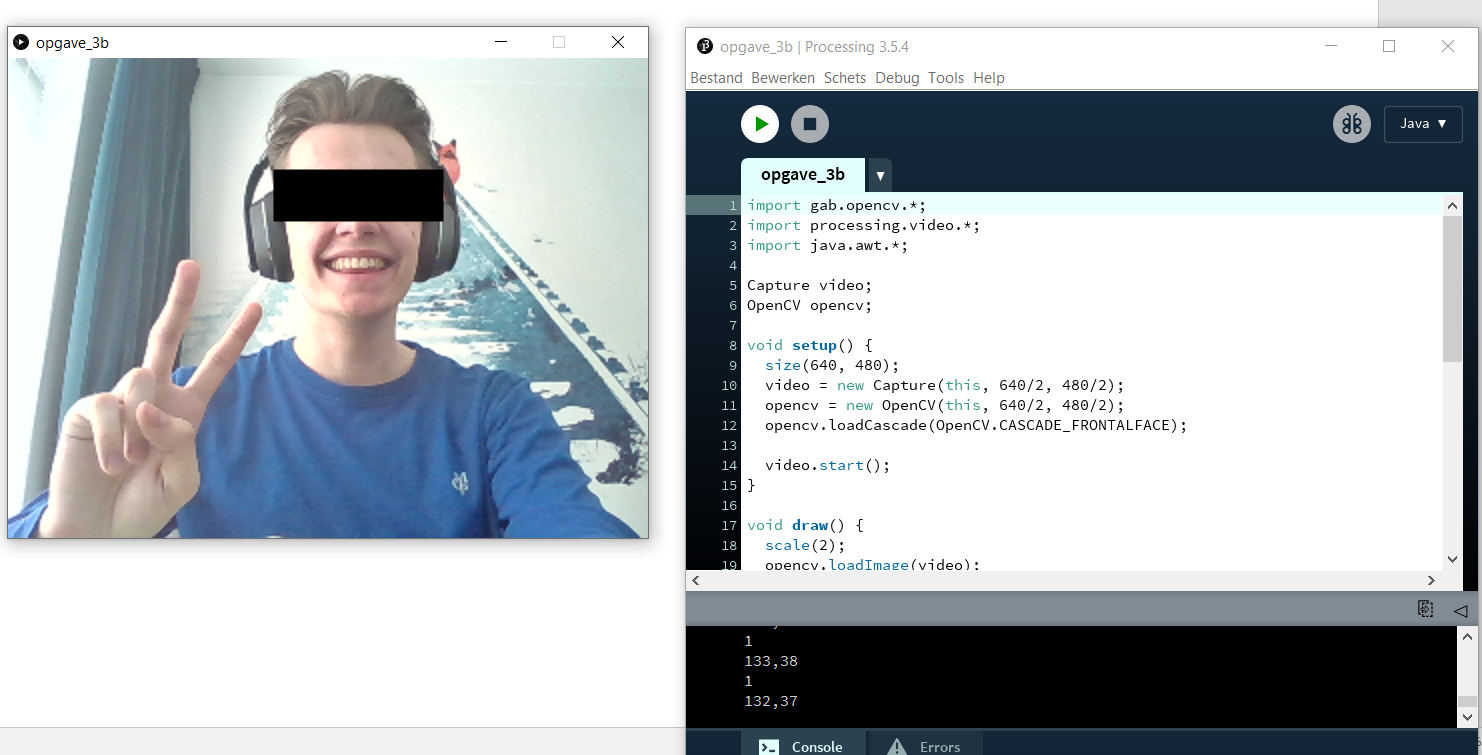 opgave_3b
opgave_3b | Processing 3.5.4
Bestand Bewerken Schets Debug Tools Help
Java ▼
opgave_3b ▼
1 import gab.opencv.*;
2 import processing.video.*;
3 import java.awt.*;
4
5 Capture video;
6 OpenCV opencv;
7
8 void setup() {
9 size(640, 480);
10 video = new Capture(this, 640/2, 480/2);
11 opencv = new OpenCV(this, 640/2, 480/2);
12 opencv.loadCascade(OpenCV.CASCADE_FRONTALFACE);
13
14 video.start();
15 }
16
17 void draw() {
18 scale(2);
19 opencv.loadImage(video);
1
133,38
1
132,37
Console Errors